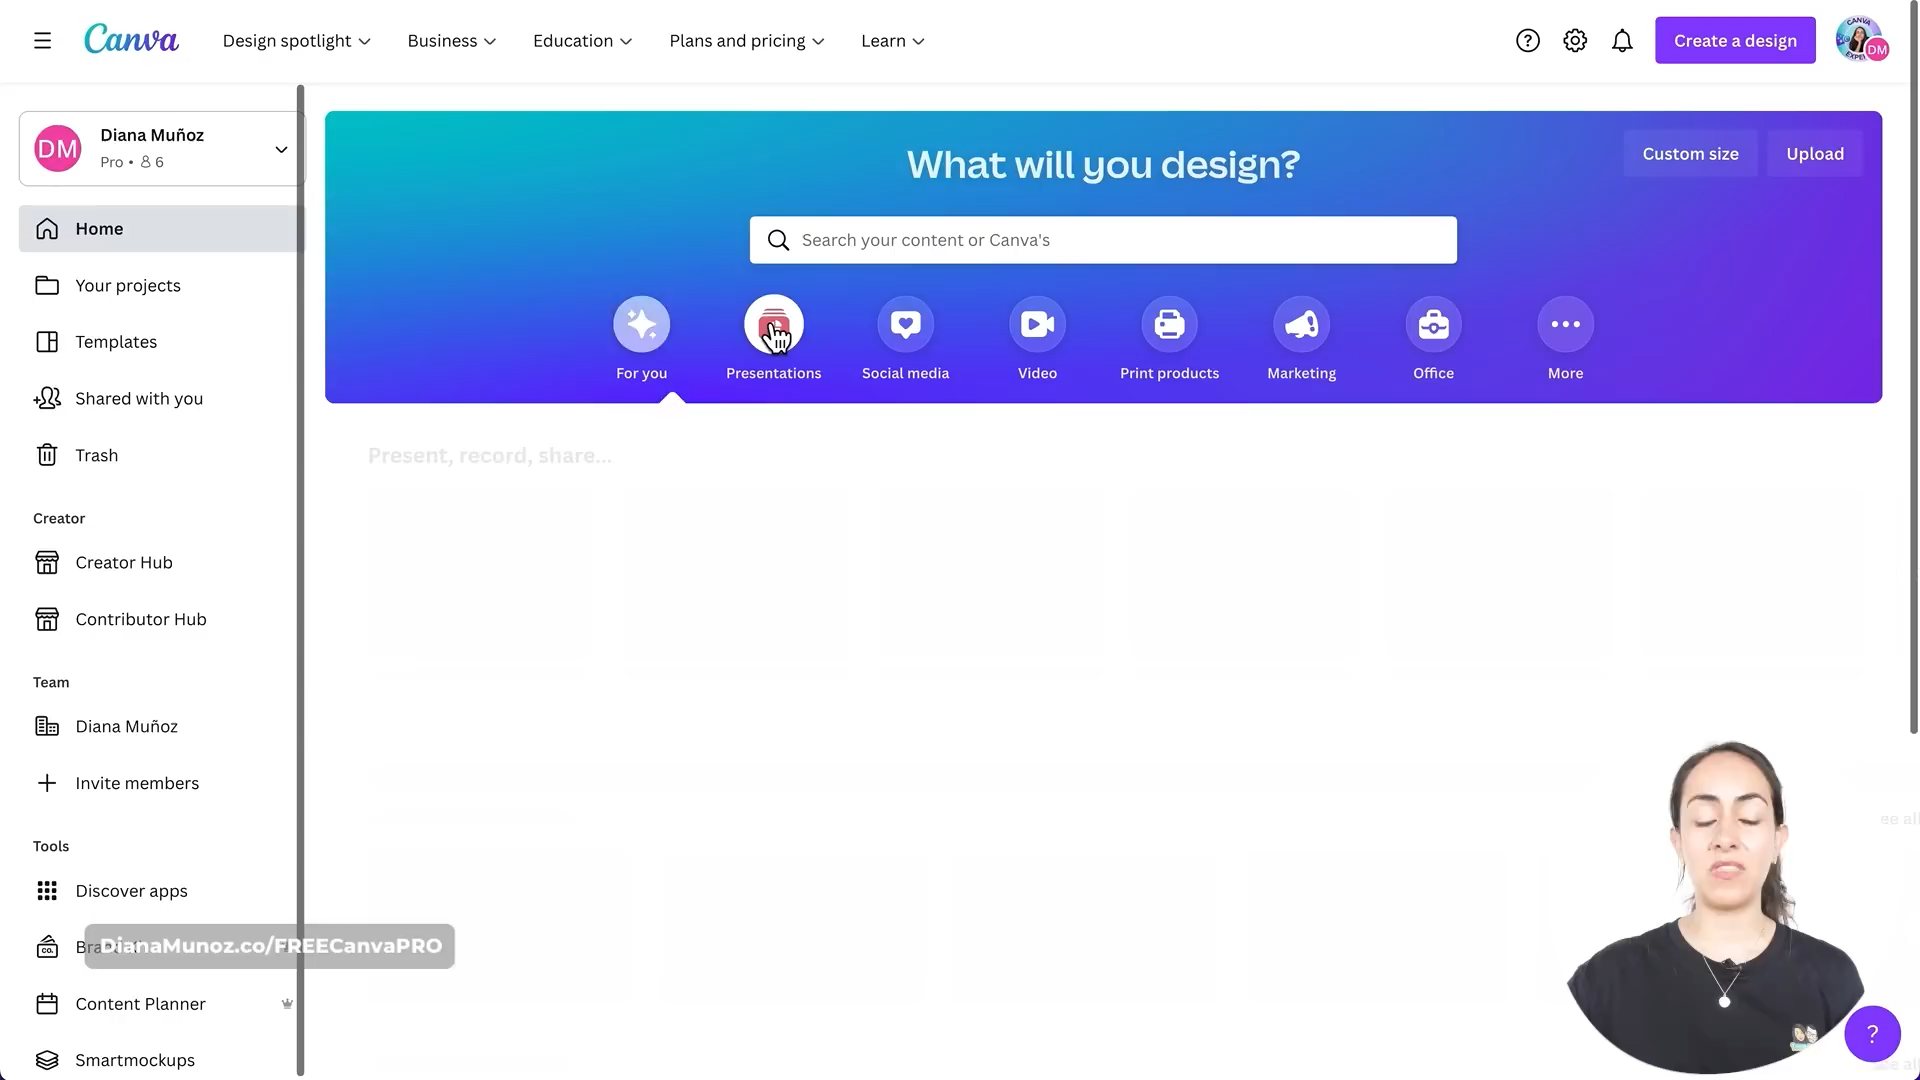 Canva
Design spotlight
Business
Education
Plans and pricing
Learn
Create a design
DM
DM
Diana Muñoz
Pro • 6
Home
Your projects
Templates
Shared with you
Trash
Creator
Creator Hub
Contributor Hub
Team
Diana Muñoz
Invite members
Tools
Discover apps
DianaMunoz.co/FREECanvaPRO
Content Planner
Smartmockups
What will you design?
Custom size
Upload
Search your content or Canva's
For you
Presentations
Social media
Video
Print products
Marketing
Office
More
Present, record, share...
?